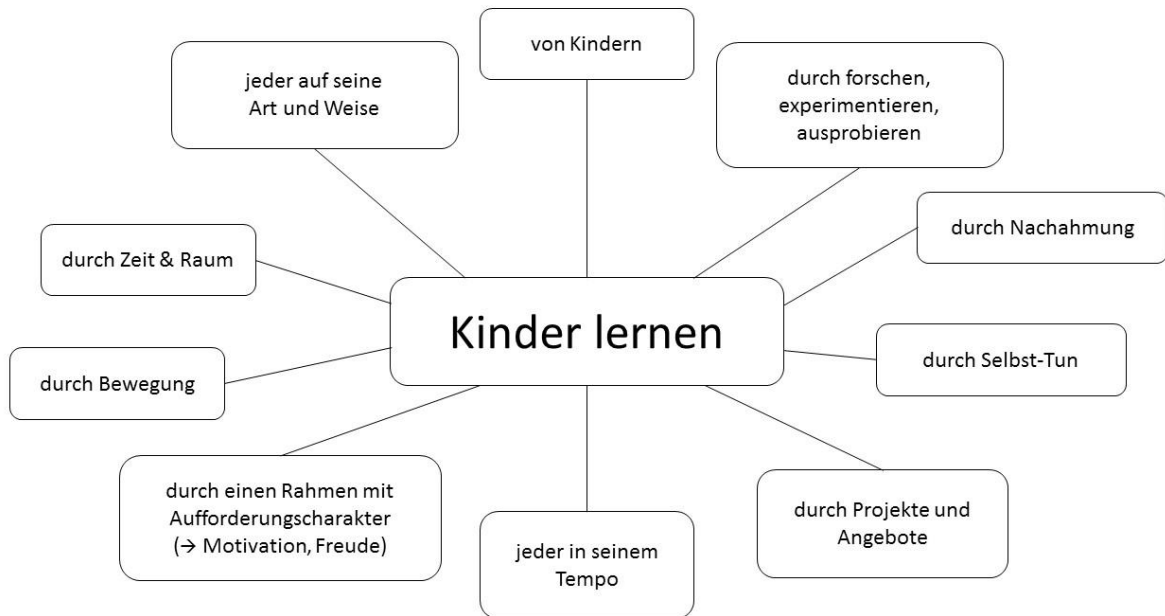 von Kindern
jeder auf seine
Art und Weise
durch forschen,
experimentieren,
ausprobieren
durch Nachahmung
durch Zeit & Raum
Kinder lernen
durch Selbst-Tun
durch Bewegung
durch einen Rahmen mit
Aufforderungscharakter
(→ Motivation, Freude)
durch Projekte und
Angebote
jeder in seinem
Tempo